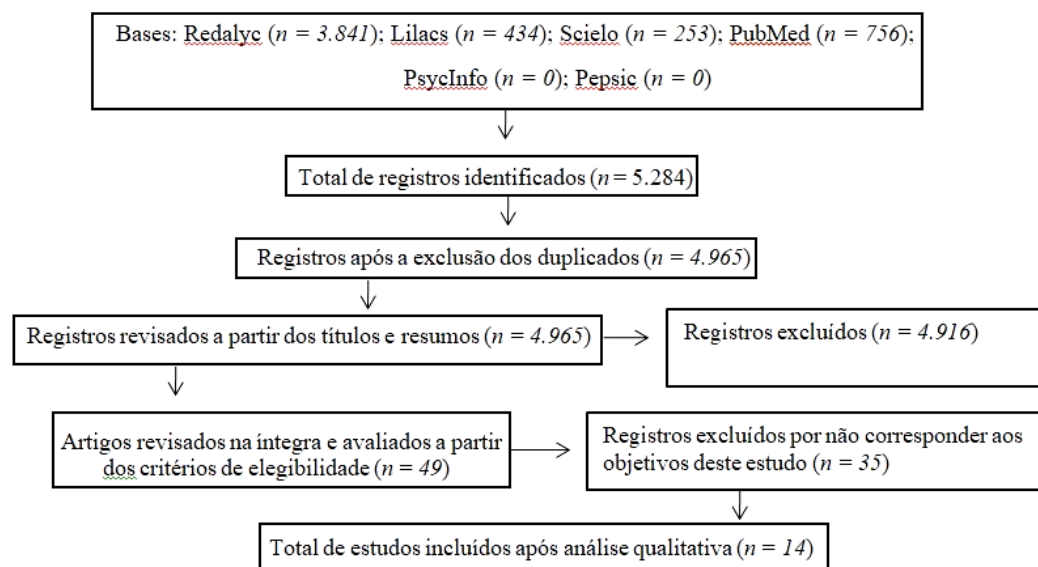 Bases: Redalyc (n = 3.841); Lilacs (n = 434); Scielo (n = 253); PubMed (n = 756);
PsycInfo (n = 0); Pepsic (n = 0)
Total de registros identificados (n = 5.284)
Registros após a exclusão dos duplicados (n = 4.965)
Registros revisados a partir dos títulos e resumos (n = 4.965)
Registros excluídos (n = 4.916)
Artigos revisados na íntegra e avaliados a partir
dos critérios de elegibilidade (n = 49)
Registros excluídos por não corresponder aos
objetivos deste estudo (n = 35)
Total de estudos incluídos após análise qualitativa (n = 14)